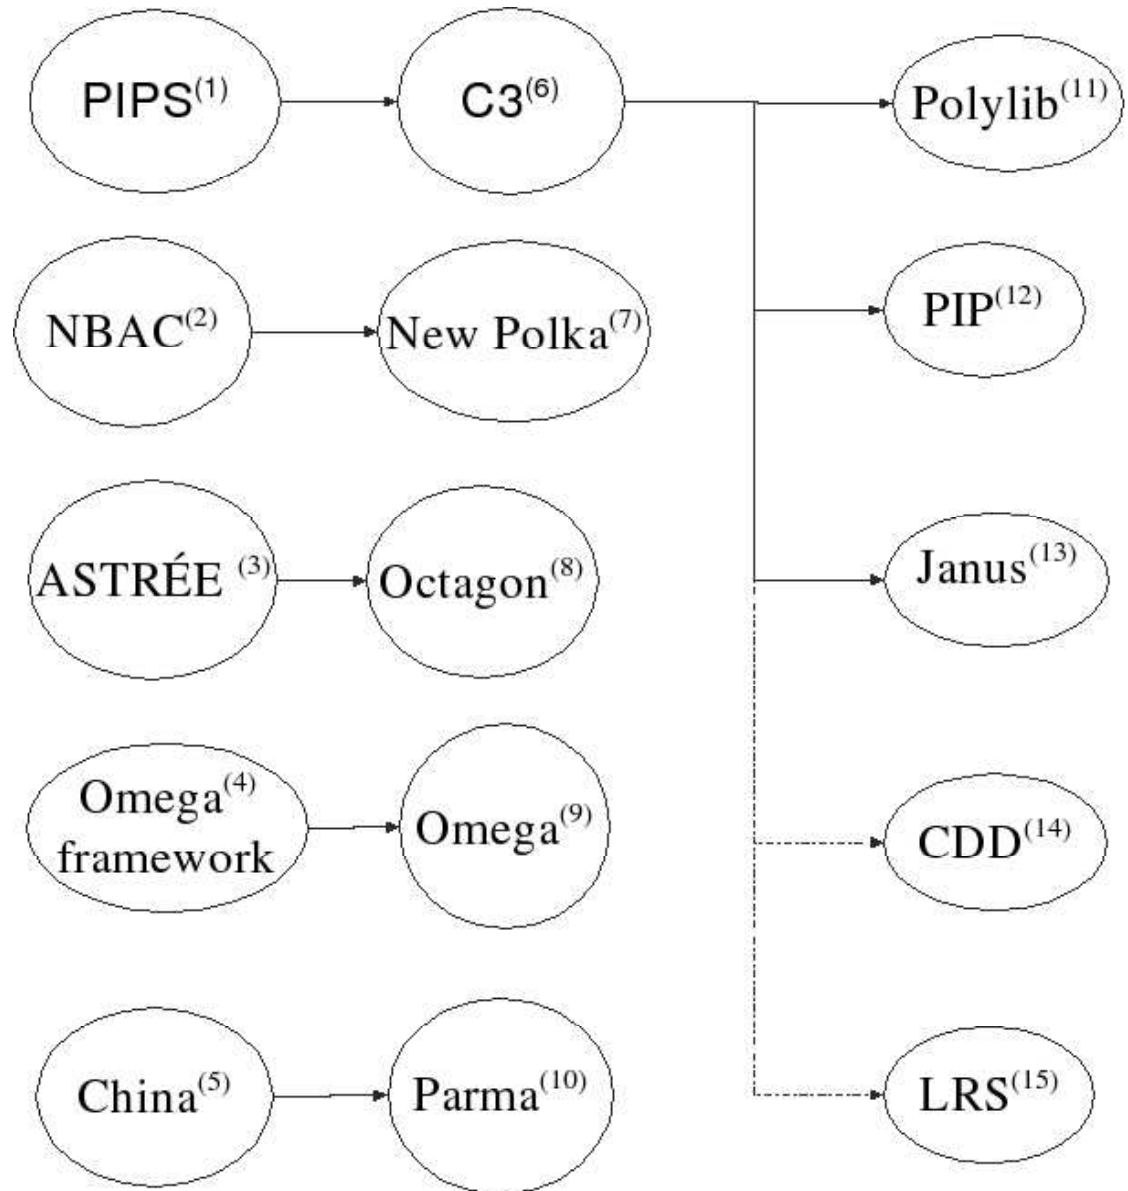 PIPS(1)
C3(6)
Polylib(11)
NBAC(2)
New Polka(7)
PIP(12)
ASTRÉE (3)
Octagon(8)
Janus(13)
Omega(4)
framework
Omega(9)
CDD(14)
China(5)
Parma(10)
LRS(15)